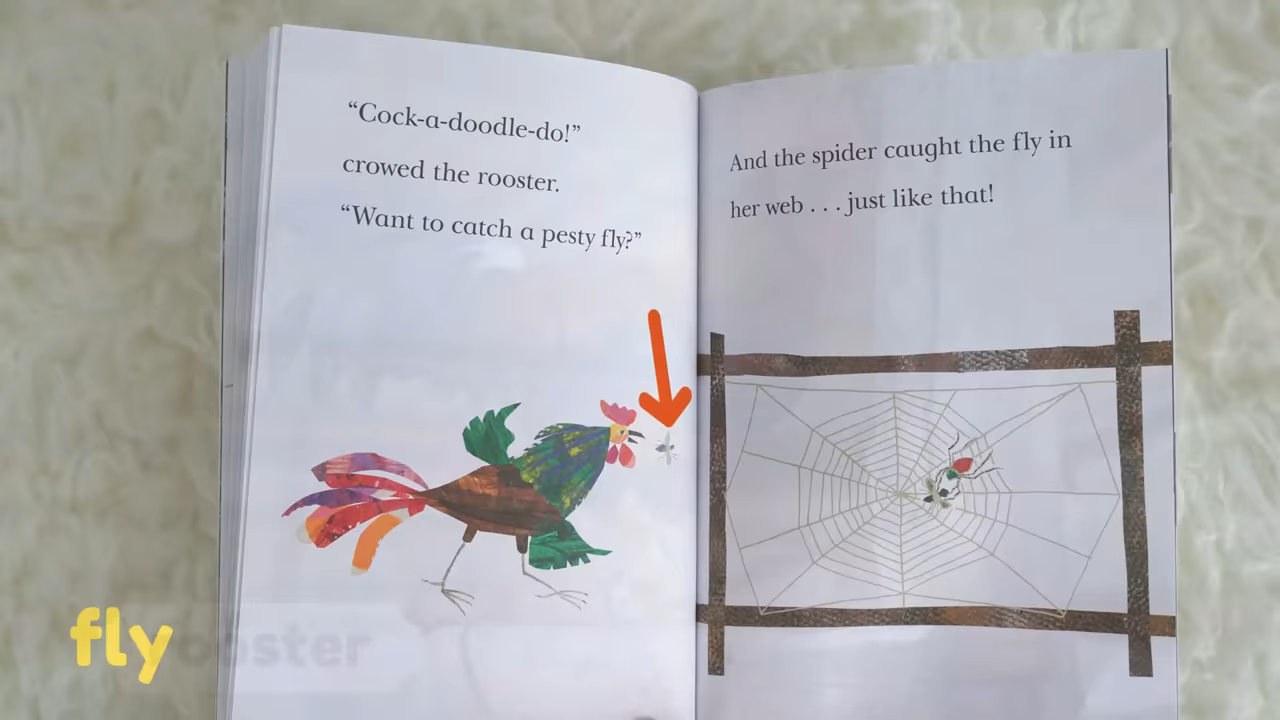 “Cock-a-doodle-do!”
crowed the rooster.
“Want to catch a pesty fly?”
And the spider caught the fly in
her web . . . just like that!
fly